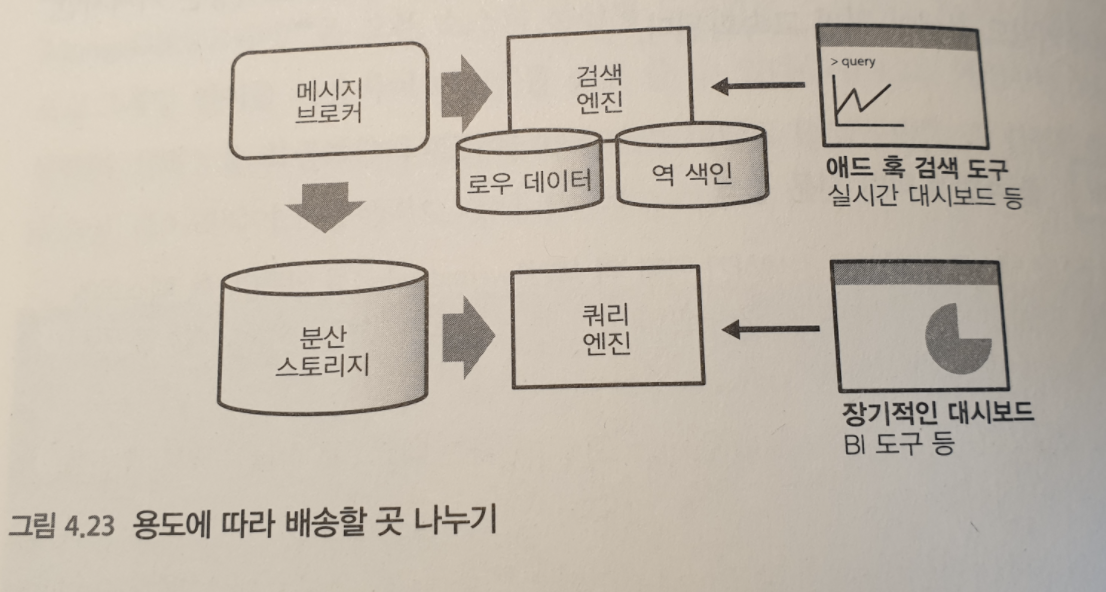 메시지
브로커
검색
엔진
> query
로우 데이터
역 색인
애드 혹 검색 도구
실시간 대시보드 등
분산
스토리지
쿼리
엔진
장기적인 대시보드
BI 도구 등
그림 4.23 용도에 따라 배송할 곳 나누기